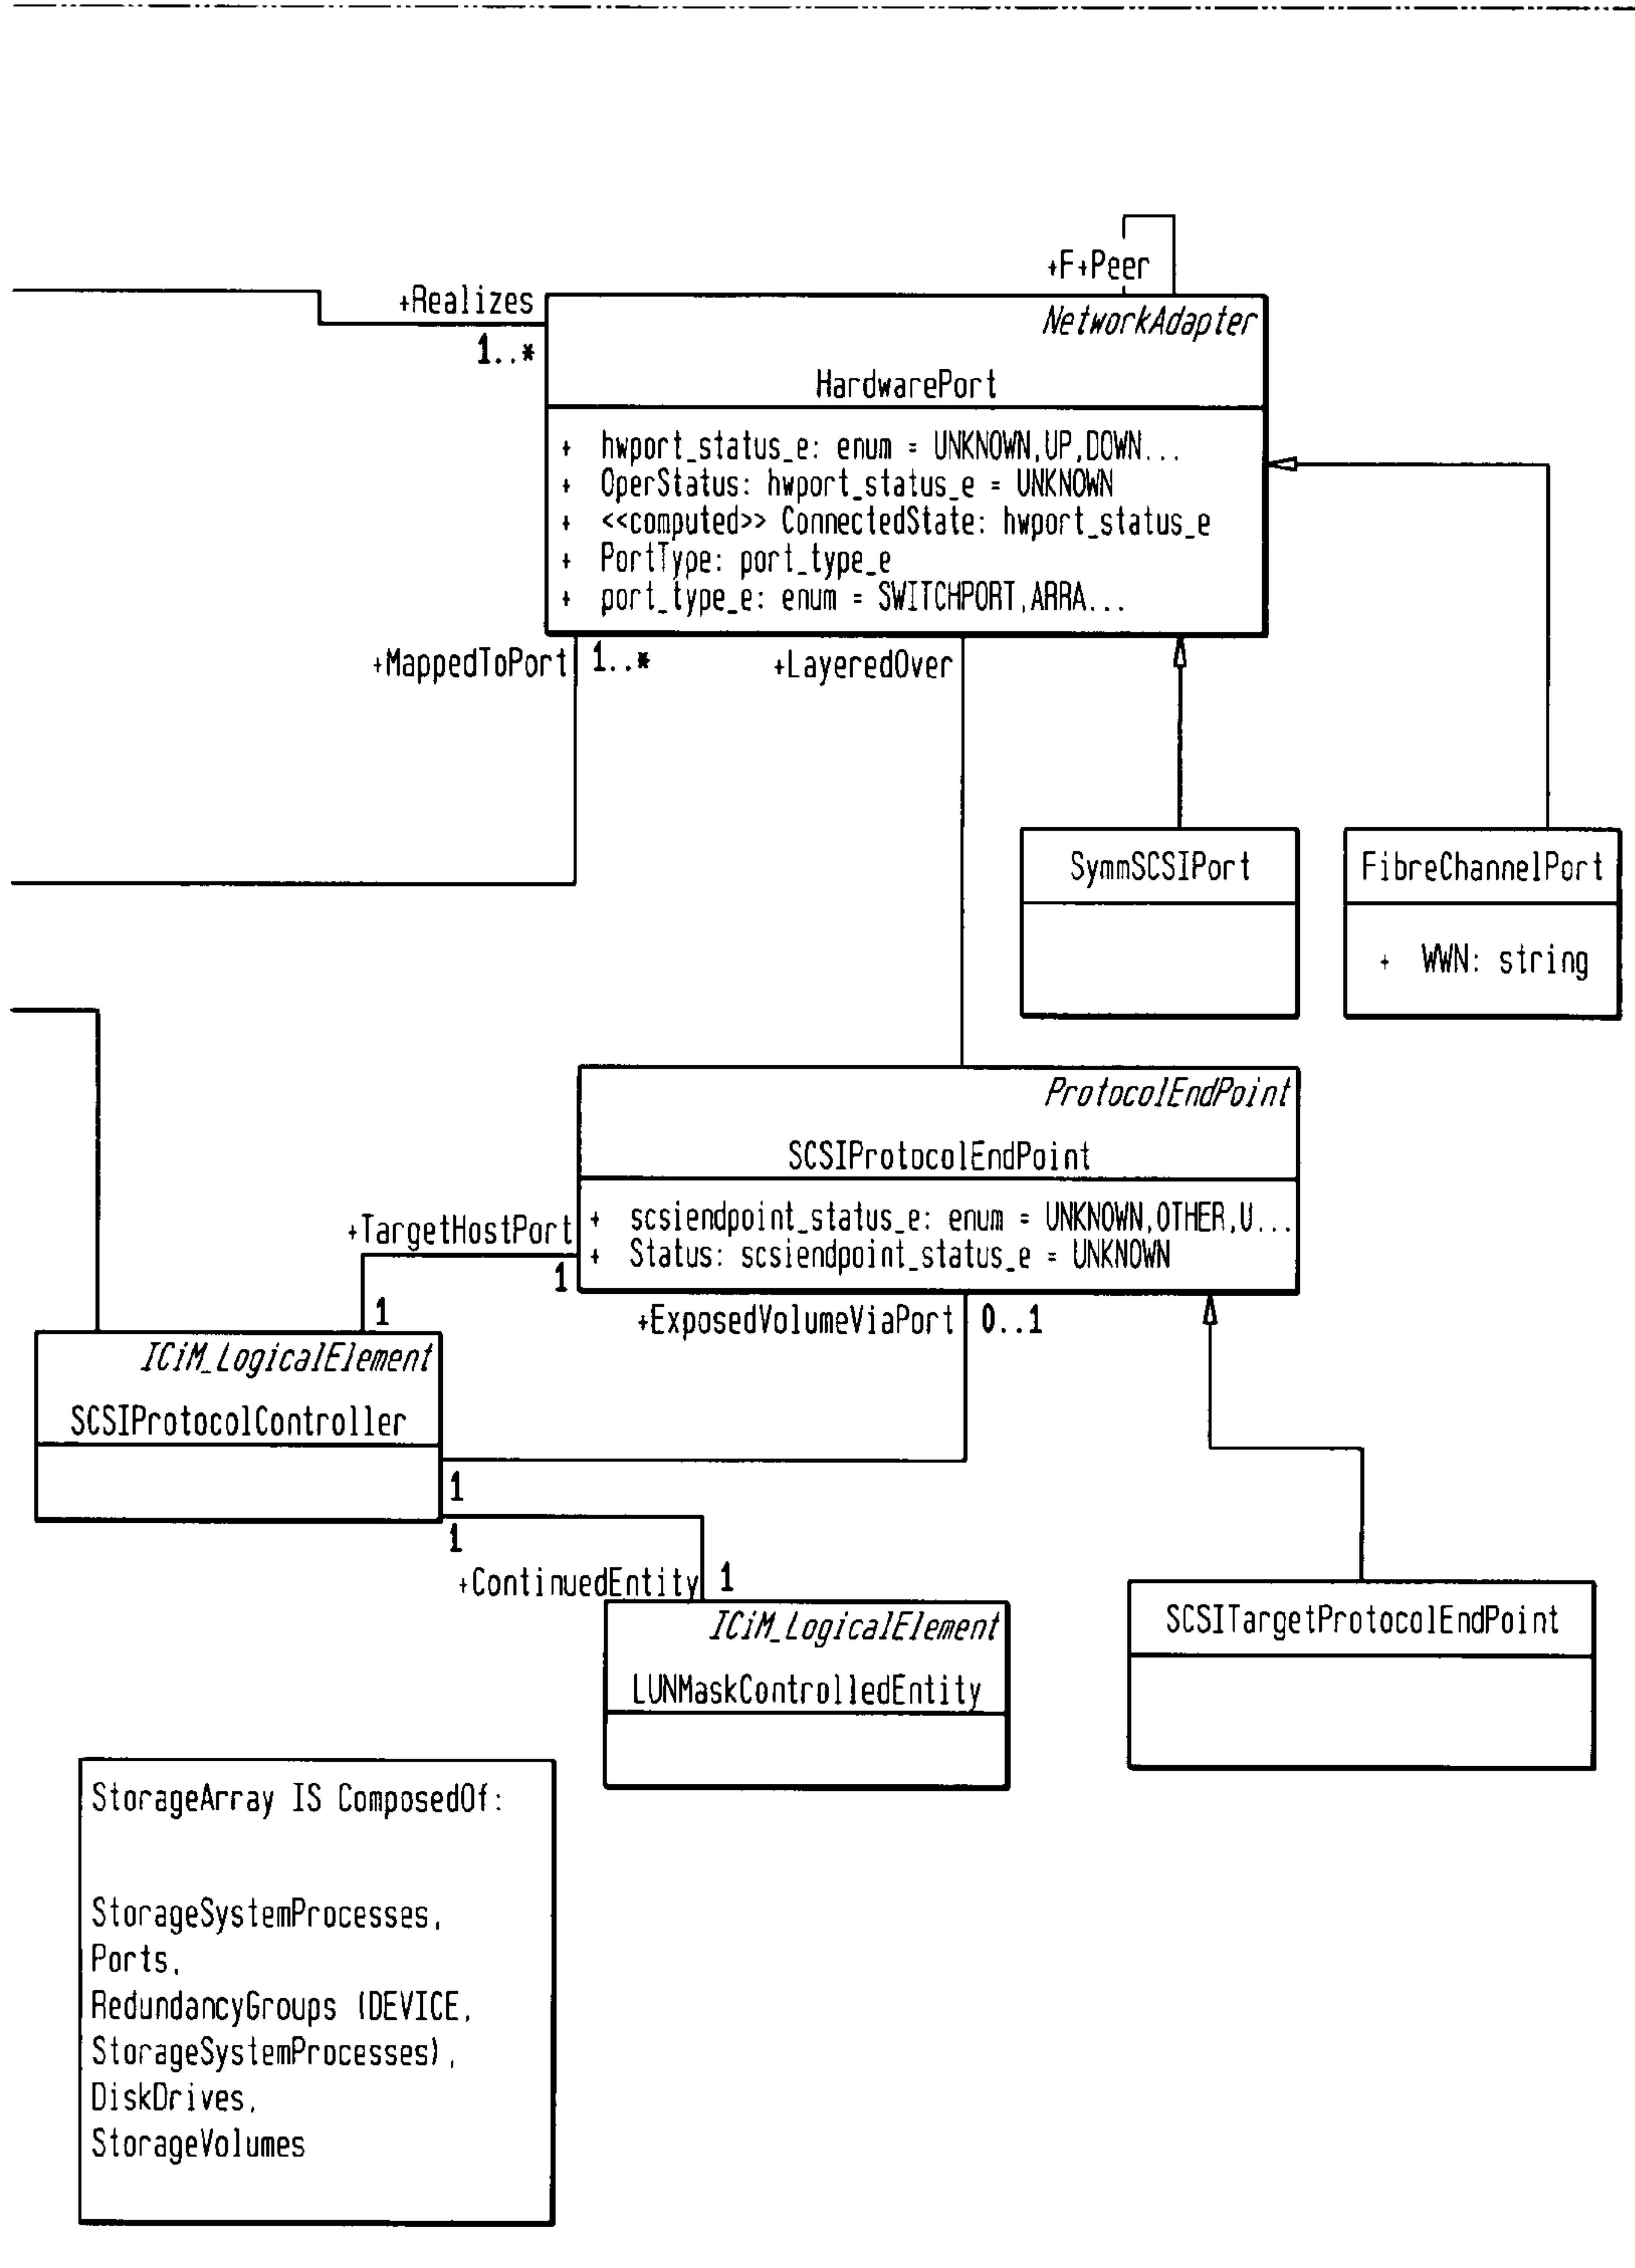 +F+Peer
+Realizes
1..*
NetworkAdapter
HardwarePort
+ hwport_status_e: enum = UNKNOWN,UP,DOWN...
+ OperStatus: hwport_status_e = UNKNOWN
+ <<computed>> ConnectedState: hwport_status_e
+ PortType: port_type_e
+ port_type_e: enum = SWITCHPORT,ARRA...
+MappedToPort 1..* +LayeredOver
SymmSCSIPort
FibreChannelPort
+ WWN: string
ProtocolEndPoint
SCSIProtocolEndPoint
+ scsiendpoint_status_e: enum = UNKNOWN,OTHER,U...
+ Status: scsiendpoint_status_e = UNKNOWN
+TargetHostPort
1
1
+ExposedVolumeViaPort 0..1
ICiM_LogicalElement
SCSIProtocolController
1
1
+ContinuedEntity 1
ICiM_LogicalElement
LUNMaskControlledEntity
SCSITargetProtocolEndPoint
StorageArray IS ComposedOf:
StorageSystemProcesses,
Ports,
RedundancyGroups (DEVICE,
StorageSystemProcesses),
DiskDrives,
StorageVolumes